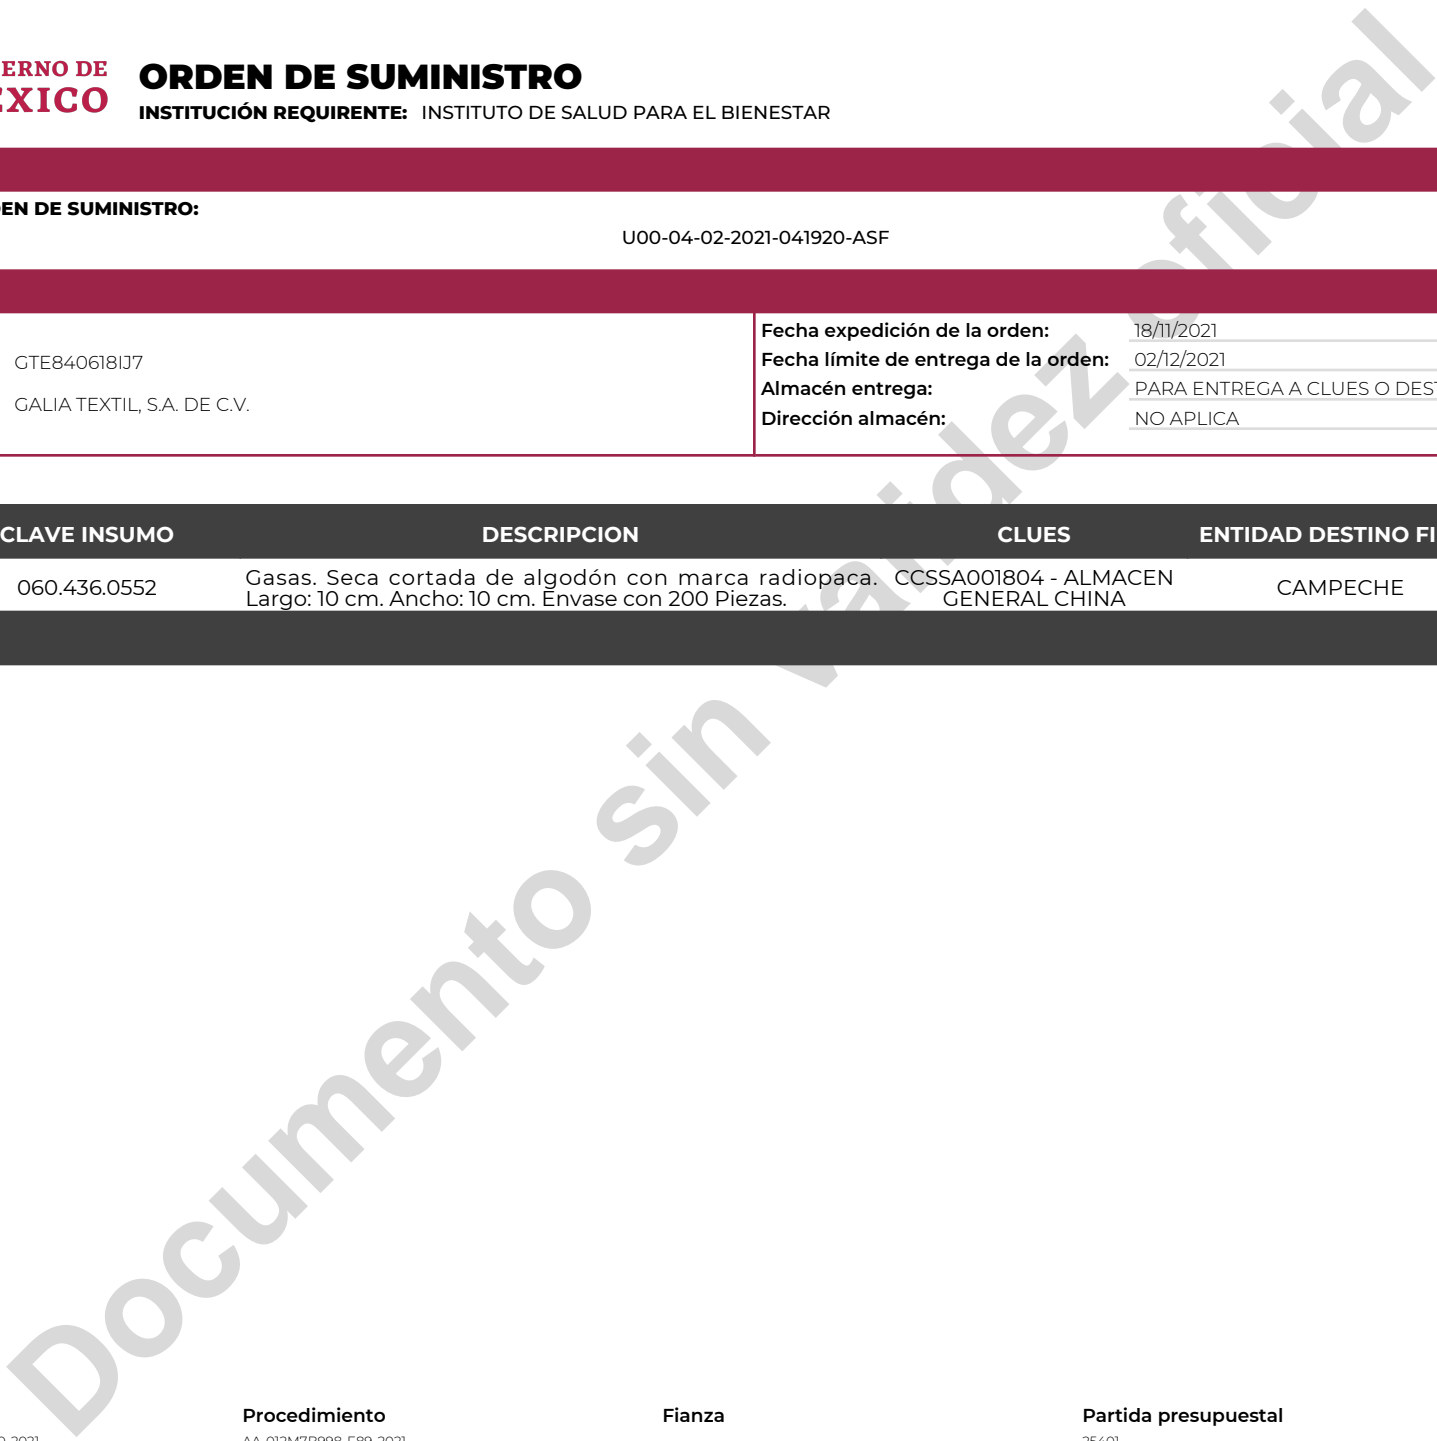 ERNO DE
EXICO
ORDEN DE SUMINISTRO
INSTITUCIÓN REQUIRENTE: INSTITUTO DE SALUD PARA EL BIENESTAR
EN DE SUMINISTRO:
U00-04-02-2021-041920-ASF
GTE840618IJ7
GALIA TEXTIL, S.A. DE C.V.
Fecha expedición de la orden: 18/11/2021
Fecha límite de entrega de la orden: 02/12/2021
Almacén entrega: PARA ENTREGA A CLUES O DEST
Dirección almacén: NO APLICA
CLAVE INSUMO DESCRIPCION CLUES ENTIDAD DESTINO FI
060.436.0552 Gasas. Seca cortada de algodón con marca radiopaca. CCSSA001804 - ALMACEN CAMPECHE
Largo: 10 cm. Ancho: 10 cm. Envase con 200 Piezas. GENERAL CHINA
Documento sin validez oficial
Procedimiento Fianza Partida presupuestal